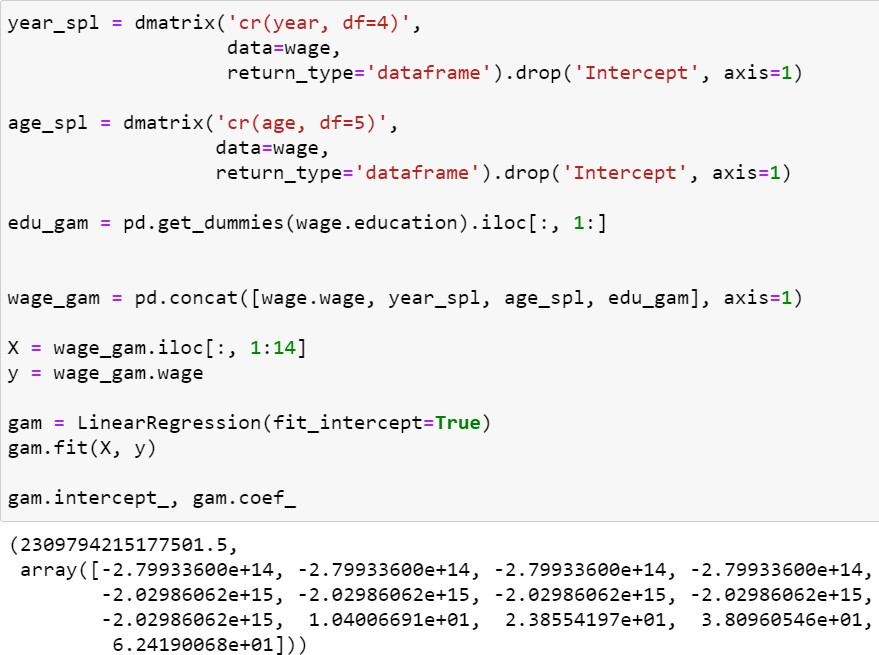 year_spl = dmatrix('cr(year, df=4)',
                   data=wage,
                   return_type='dataframe').drop('Intercept', axis=1)
age_spl = dmatrix('cr(age, df=5)',
                  data=wage,
                  return_type='dataframe').drop('Intercept', axis=1)
edu_gam = pd.get_dummies(wage.education).iloc[:, 1:]
wage_gam = pd.concat([wage.wage, year_spl, age_spl, edu_gam], axis=1)
X = wage_gam.iloc[:, 1:14]
y = wage_gam.wage
gam = LinearRegression(fit_intercept=True)
gam.fit(X, y)
gam.intercept_, gam.coef_
(2309794215177501.5,
 array([-2.79933600e+14, -2.79933600e+14, -2.79933600e+14, -2.79933600e+14,
        -2.02986062e+15, -2.02986062e+15, -2.02986062e+15, -2.02986062e+15,
        -2.02986062e+15,  1.04006691e+01,  2.38554197e+01,  3.80960546e+01,
         6.24190068e+01]))